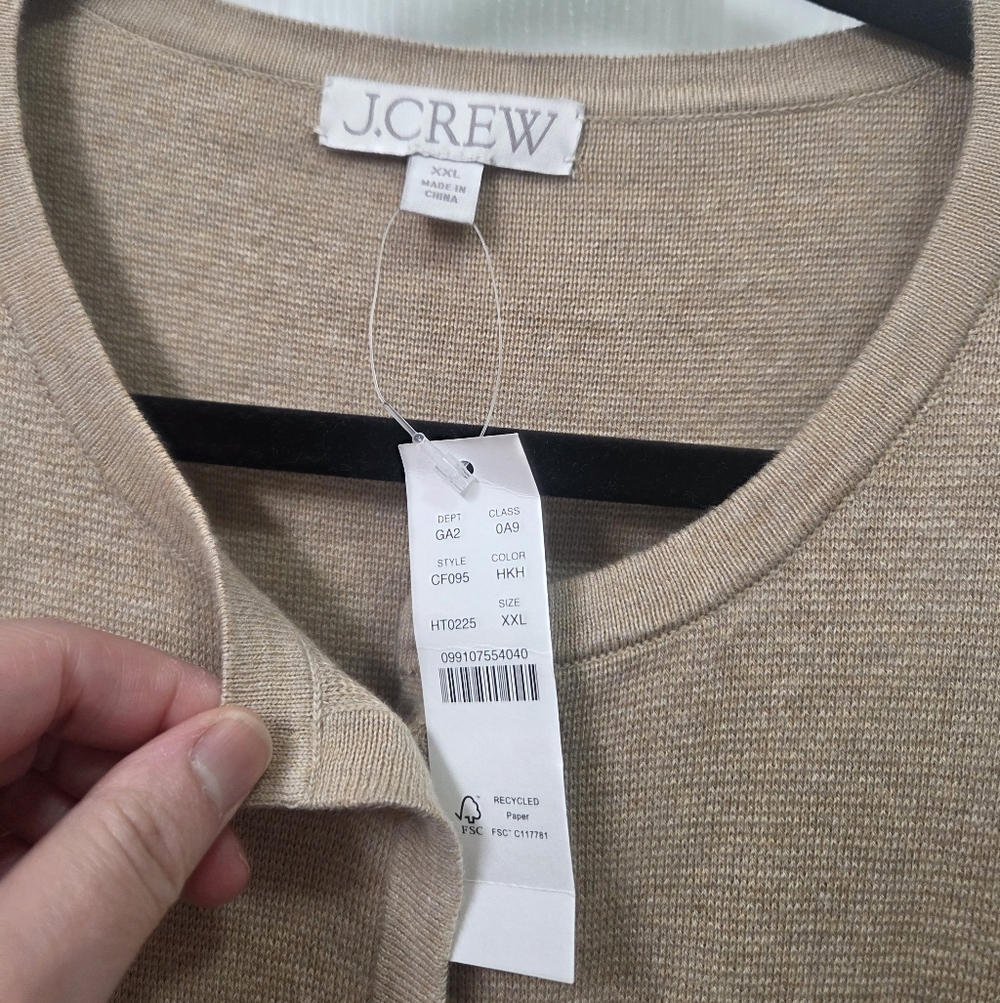 J.CREW
XXL
MADE IN
CHINA
DEPT CLASS
GA2 0A9
STYLE COLOR
CF095 HKH
SIZE
HT0225 XXL
099107554040
RECYCLED
Paper
FSC™ C117781
FSC